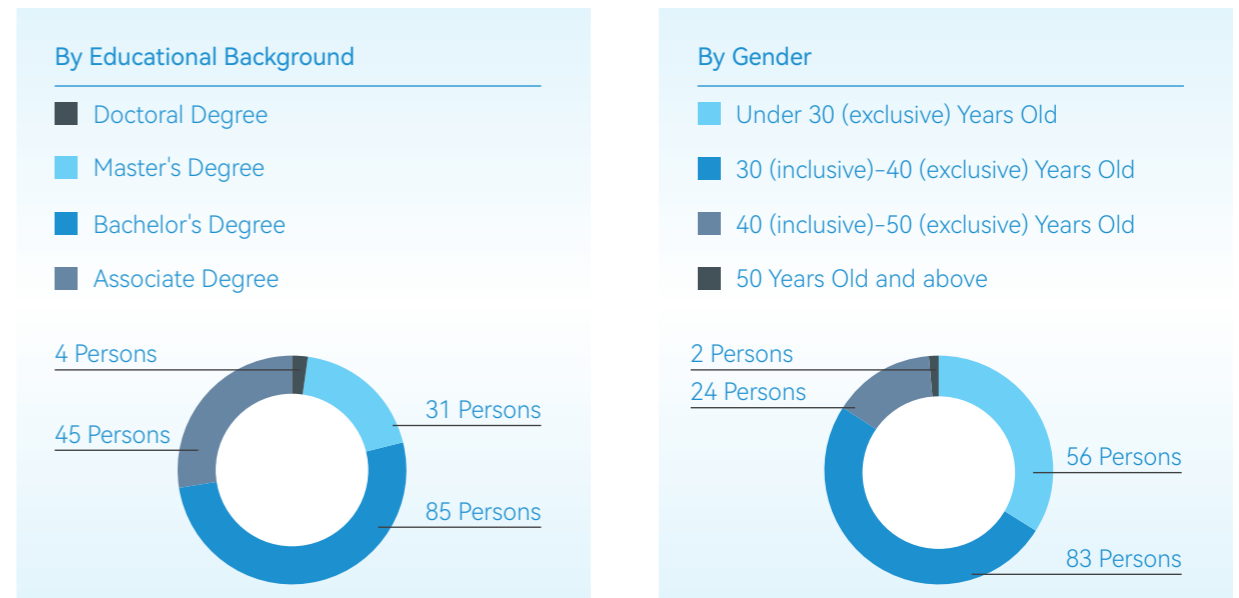 By Educational Background
Doctoral Degree
Master's Degree
Bachelor's Degree
Associate Degree
4 Persons
31 Persons
45 Persons
85 Persons
By Gender
Under 30 (exclusive) Years Old
30 (inclusive)-40 (exclusive) Years Old
40 (inclusive)-50 (exclusive) Years Old
50 Years Old and above
2 Persons
24 Persons
56 Persons
83 Persons